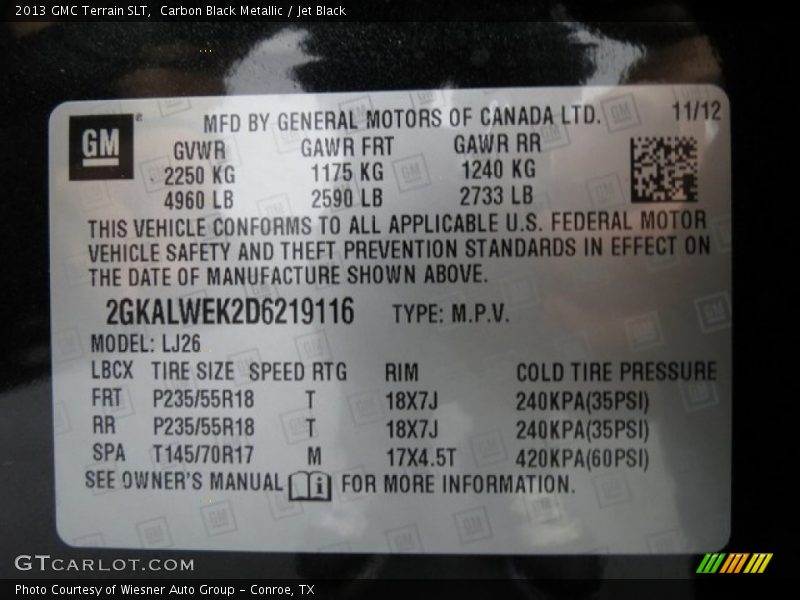 2013 GMC Terrain SLT,  Carbon Black Metallic / Jet Black
GM®
MFD BY GENERAL MOTORS OF CANADA LTD. 11/12
GVWR GAWR FRT GAWR RR
2250 KG 1175 KG 1240 KG
4960 LB 2590 LB 2733 LB
THIS VEHICLE CONFORMS TO ALL APPLICABLE U.S. FEDERAL MOTOR
VEHICLE SAFETY AND THEFT PREVENTION STANDARDS IN EFFECT ON
THE DATE OF MANUFACTURE SHOWN ABOVE.
2GKALWEK2D6219116 TYPE: M.P.V.
MODEL: LJ26
LBCX TIRE SIZE SPEED RTG RIM COLD TIRE PRESSURE
FRT P235/55R18 T 18X7J 240KPA(35PSI)
RR P235/55R18 T 18X7J 240KPA(35PSI)
SPA T145/70R17 M 17X4.5T 420KPA(60PSI)
SEE OWNER'S MANUAL i FOR MORE INFORMATION.
GTCARLOT.COM
Photo Courtesy of Wiesner Auto Group - Conroe, TX